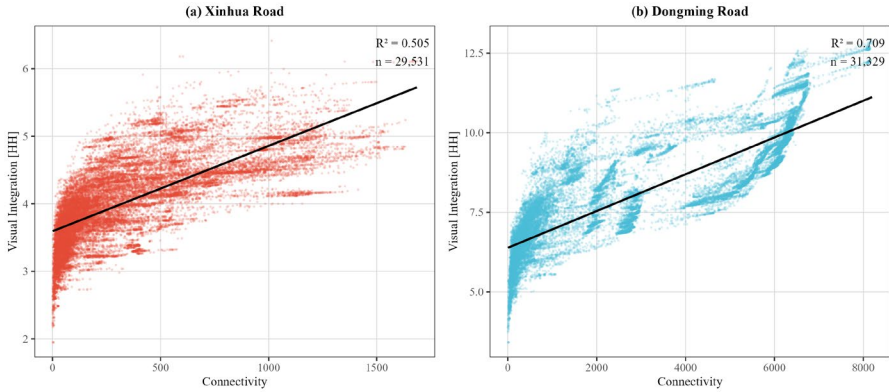 (a) Xinhua Road
R² = 0.505
n = 29,531
6
5
4
3
2
Visual Integration [HH]
0
500
1000
1500
Connectivity
(b) Dongming Road
R² = 0.709
n = 31,329
12.5
10.0
7.5
5.0
Visual Integration [HH]
0
2000
4000
6000
8000
Connectivity